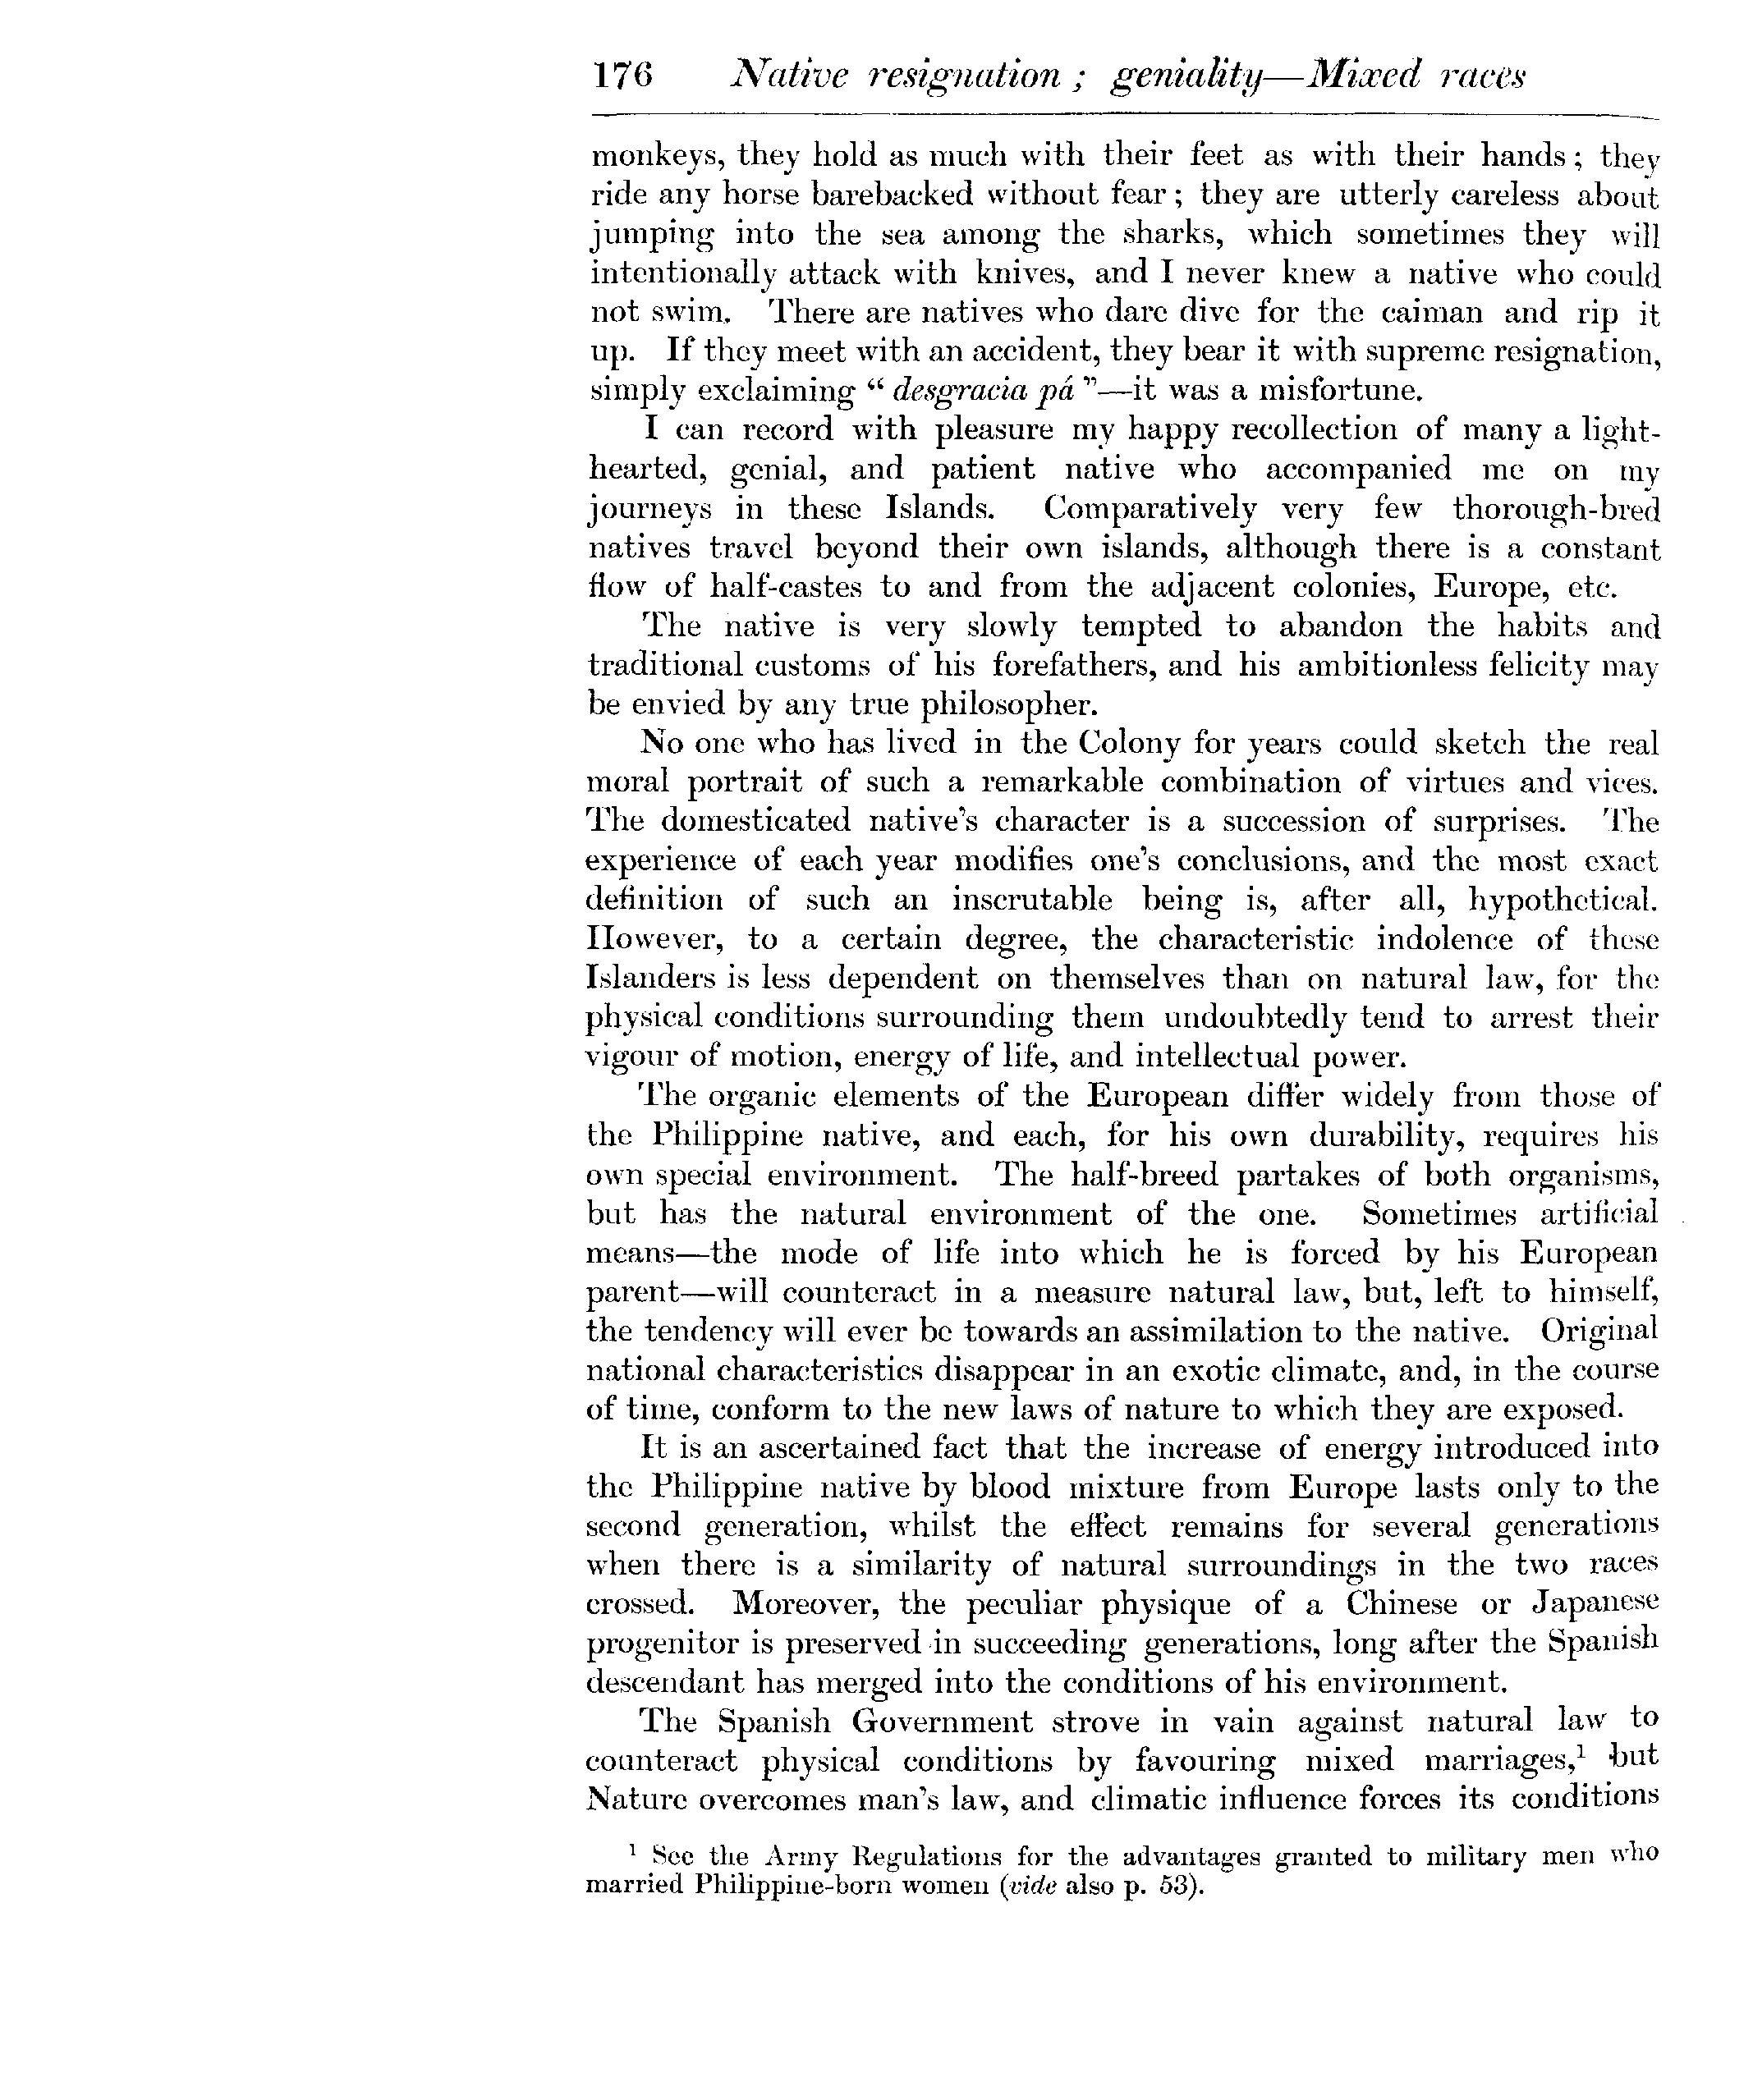 176 Native resignation ; geniality—Mixed races
monkeys, they hold as much with their feet as with their hands ; they
ride any horse barebacked without fear ; they are utterly careless about
jumping into the sea among the sharks, which sometimes they will
intentionally attack with knives, and I never knew a native who could
not swim. There are natives who dare dive for the caiman and rip it
up. If they meet with an accident, they bear it with supreme resignation,
simply exclaiming “ desgracia pá ”—it was a misfortune.
I can record with pleasure my happy recollection of many a light-
hearted, genial, and patient native who accompanied me on my
journeys in these Islands. Comparatively very few thorough-bred
natives travel beyond their own islands, although there is a constant
flow of half-castes to and from the adjacent colonies, Europe, etc.
The native is very slowly tempted to abandon the habits and
traditional customs of his forefathers, and his ambitionless felicity may
be envied by any true philosopher.
No one who has lived in the Colony for years could sketch the real
moral portrait of such a remarkable combination of virtues and vices.
The domesticated native’s character is a succession of surprises. The
experience of each year modifies one’s conclusions, and the most exact
definition of such an inscrutable being is, after all, hypothetical.
However, to a certain degree, the characteristic indolence of these
Islanders is less dependent on themselves than on natural law, for the
physical conditions surrounding them undoubtedly tend to arrest their
vigour of motion, energy of life, and intellectual power.
The organic elements of the European differ widely from those of
the Philippine native, and each, for his own durability, requires his
own special environment. The half-breed partakes of both organisms,
but has the natural environment of the one. Sometimes artificial
means—the mode of life into which he is forced by his European
parent—will counteract in a measure natural law, but, left to himself,
the tendency will ever be towards an assimilation to the native. Original
national characteristics disappear in an exotic climate, and, in the course
of time, conform to the new laws of nature to which they are exposed.
It is an ascertained fact that the increase of energy introduced into
the Philippine native by blood mixture from Europe lasts only to the
second generation, whilst the effect remains for several generations
when there is a similarity of natural surroundings in the two races
crossed. Moreover, the peculiar physique of a Chinese or Japanese
progenitor is preserved in succeeding generations, long after the Spanish
descendant has merged into the conditions of his environment.
The Spanish Government strove in vain against natural law to
counteract physical conditions by favouring mixed marriages,¹ but
Nature overcomes man’s law, and climatic influence forces its conditions
¹ See the Army Regulations for the advantages granted to military men who
married Philippine-born women (vide also p. 53).